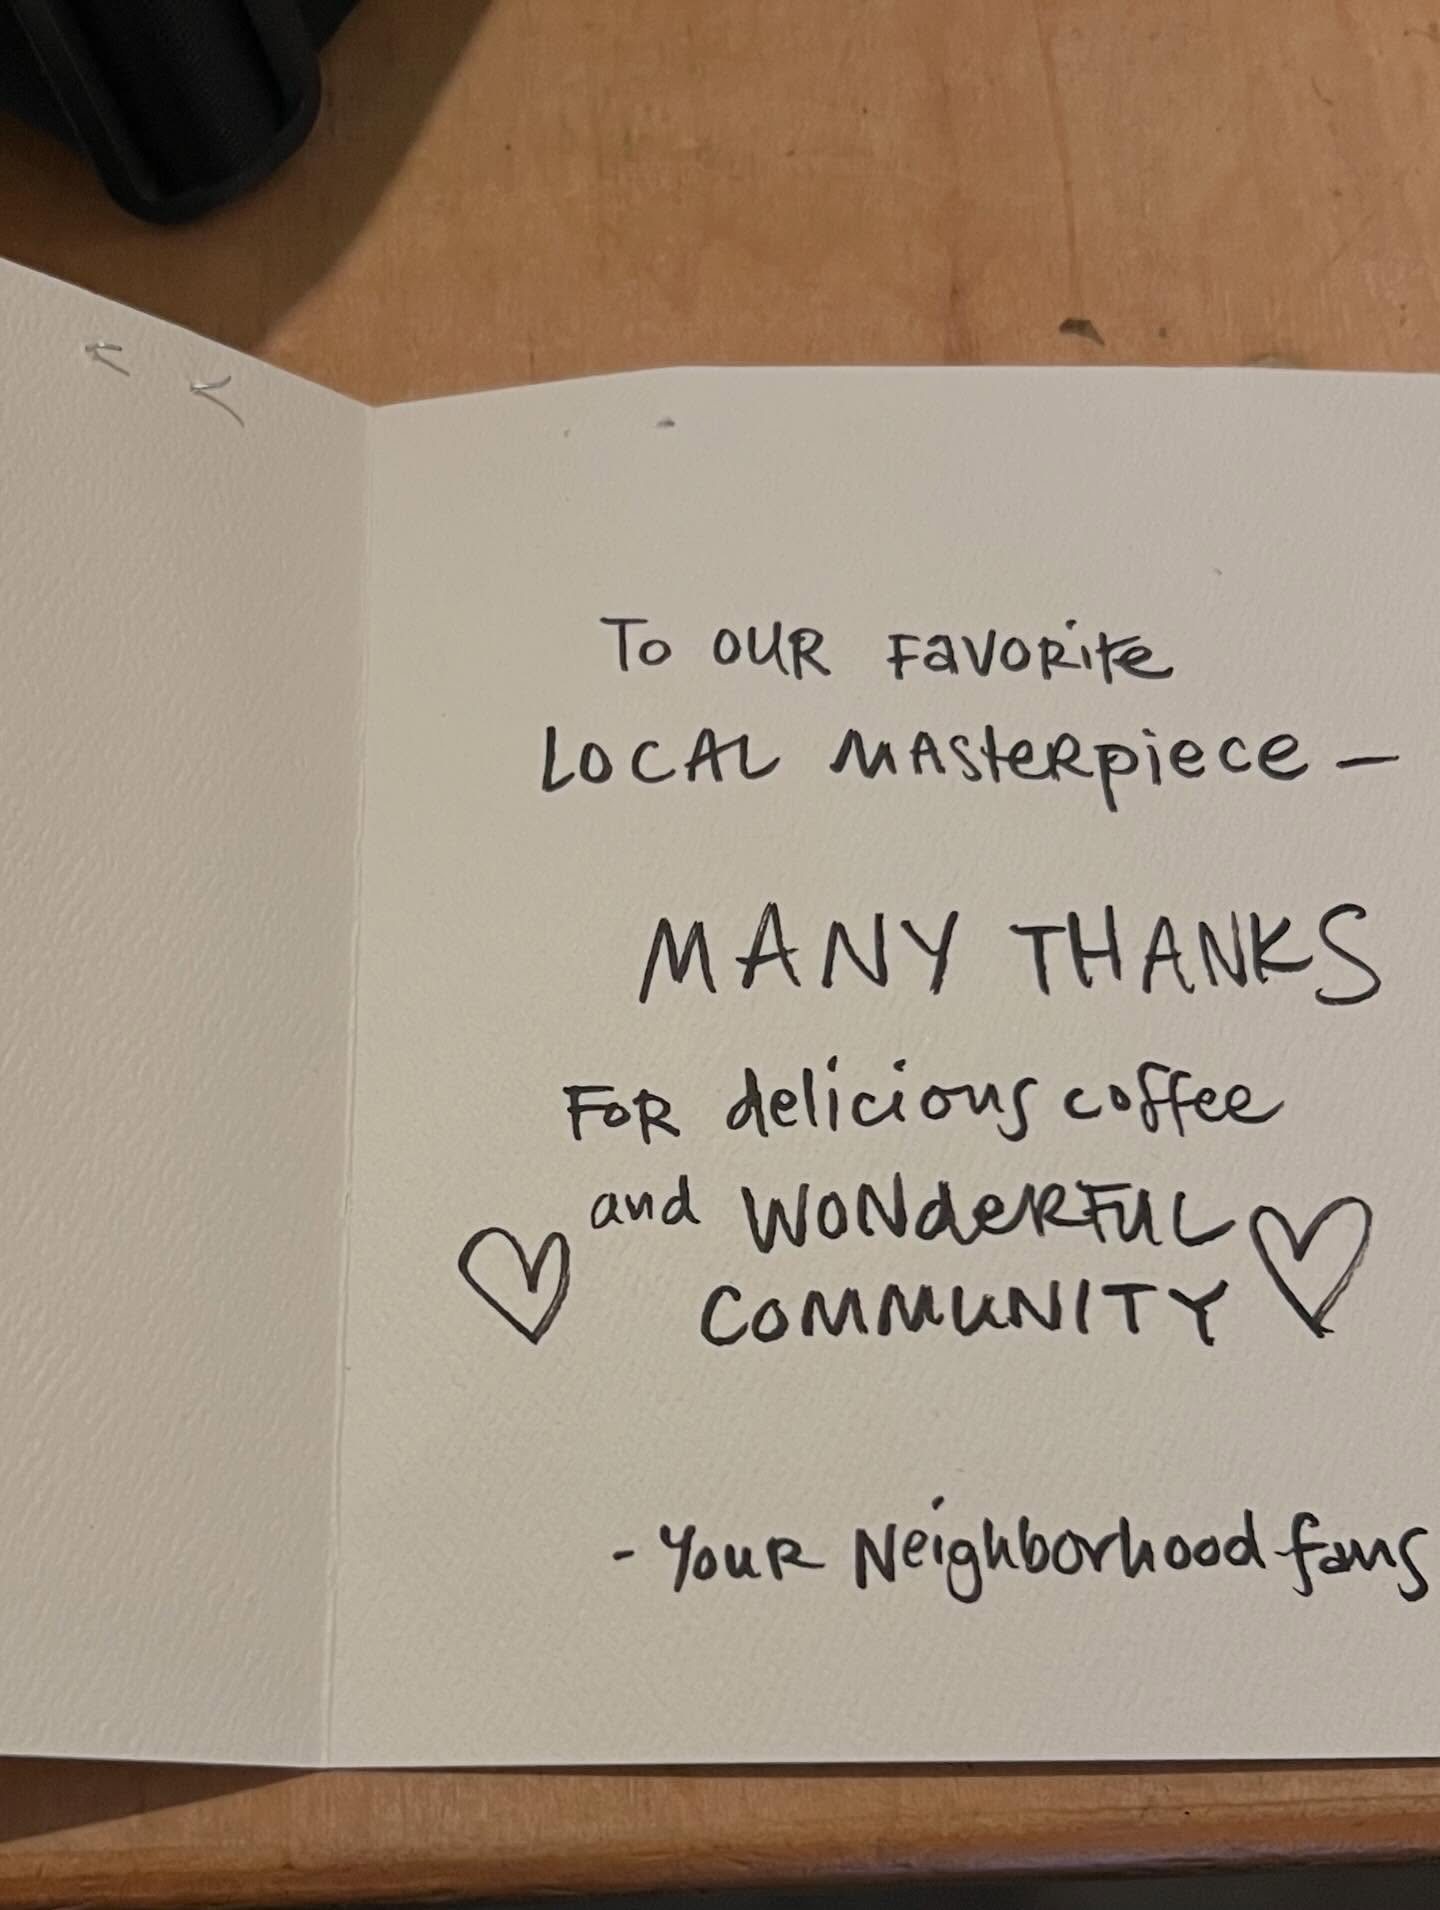 To OUR FavoRite
LOCAL MAsteRpiece —
MANY THANKS
FOR delicious coffee
and WONdeRFUL
COMMUNITY
- YouR Neighborhood fans